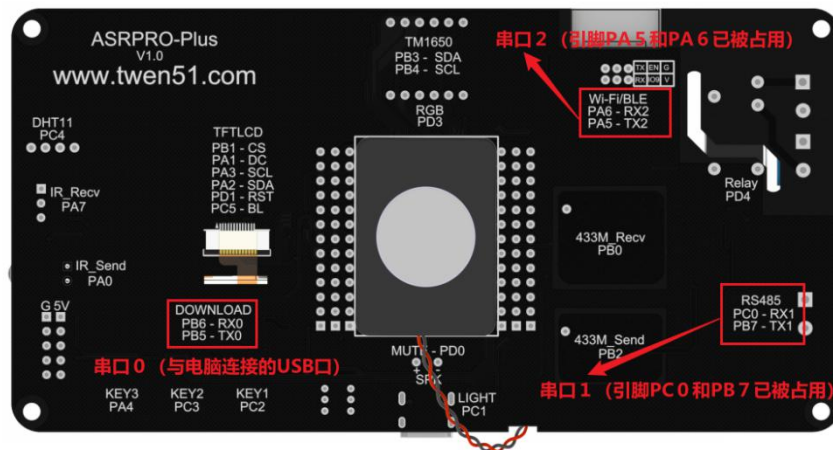 ASRPRO-Plus
V1.0
www.twen51.com
TM1650
PB3 - SDA
PB4 - SCL
串口2（引脚PA5和PA6已被占用）
TX EN G
RX IO9 V
Wi-Fi/BLE
PA6 - RX2
PA5 - TX2
RGB
PD3
DHT11
PC4
TFTLCD
PB1 - CS
PA1 - DC
PA3 - SCL
PA2 - SDA
PD1 - RST
PC5 - BL
IR_Recv
PA7
Relay
PD4
433M_Recv
PB0
IR_Send
PA0
G 5V
DOWNLOAD
PB6 - RX0
PB5 - TX0
RS485
PC0 - RX1
PB7 - TX1
433M_Send
PB2
串口0（与电脑连接的USB口）
MUTE - PD0
+ -
SPK
串口1（引脚PC0和PB7已被占用）
KEY3
PA4
KEY2
PC3
KEY1
PC2
LIGHT
PC1